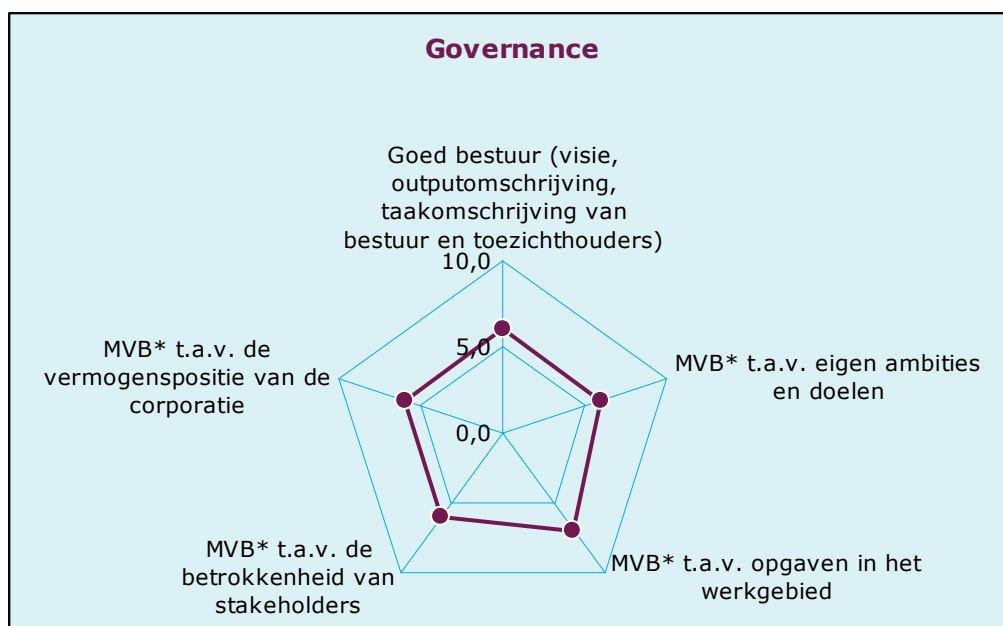 Governance
Goed bestuur (visie,
outputomschrijving,
taakomschrijving van
bestuur en toezichthouders)
10,0
5,0
0,0
MVB* t.a.v. de
vermogenspositie van de
corporatie
MVB* t.a.v. eigen ambities
en doelen
MVB* t.a.v. de
betrokkenheid van
stakeholders
MVB* t.a.v. opgaven in het
werkgebied